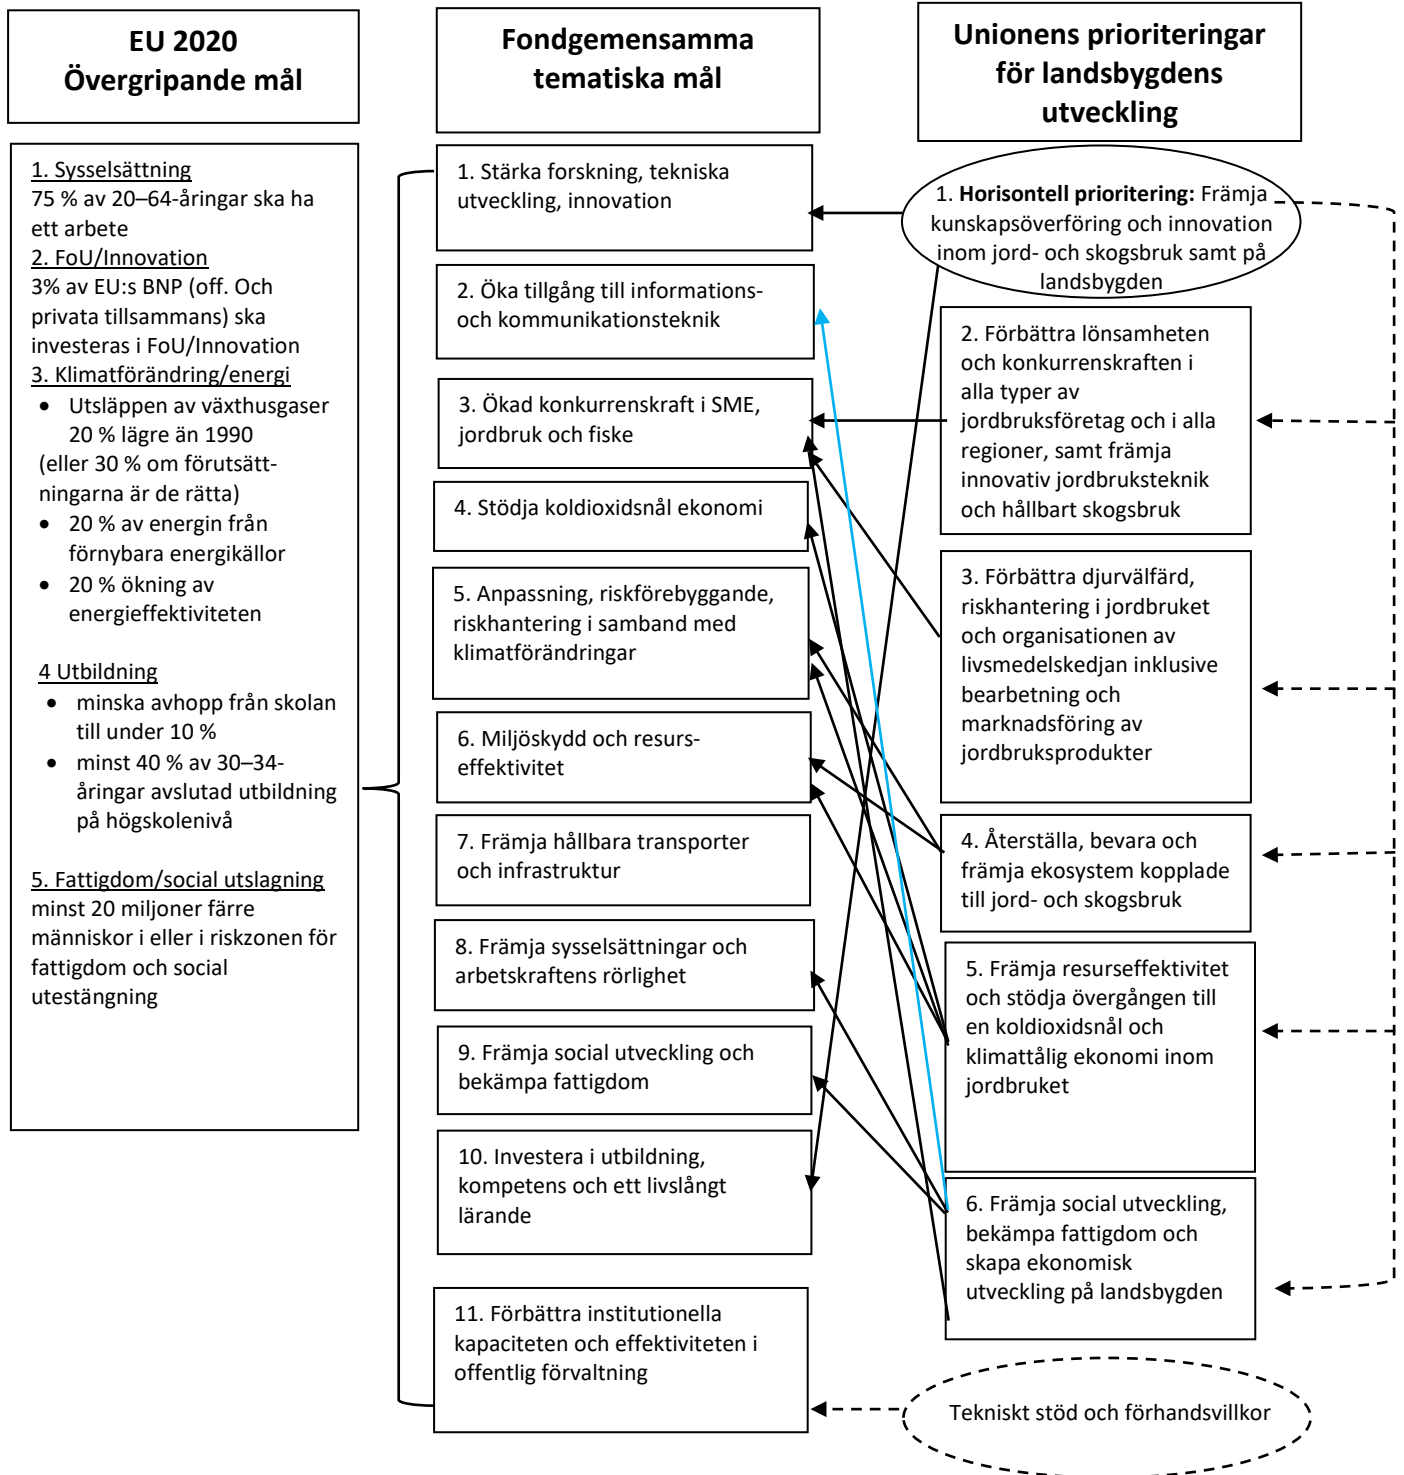 EU 2020
Övergripande mål
1. Sysselsättning
75 % av 20–64-åringar ska ha
ett arbete
2. FoU/Innovation
3% av EU:s BNP (off. Och
privata tillsammans) ska
investeras i FoU/Innovation
3. Klimatförändring/energi
• Utsläppen av växthusgaser
20 % lägre än 1990
(eller 30 % om förutsätt-
ningarna är de rätta)
• 20 % av energin från
förnybara energikällor
• 20 % ökning av
energieffektiviteten
4 Utbildning
• minska avhopp från skolan
till under 10 %
• minst 40 % av 30–34-
åringar avslutad utbildning
på högskolenivå
5. Fattigdom/social utslagning
minst 20 miljoner färre
människor i eller i riskzonen för
fattigdom och social
utestängning
Fondgemensamma
tematiska mål
1. Stärka forskning, tekniska
utveckling, innovation
2. Öka tillgång till informations-
och kommunikationsteknik
3. Ökad konkurrenskraft i SME,
jordbruk och fiske
4. Stödja koldioxidsnål ekonomi
5. Anpassning, riskförebyggande,
riskhantering i samband med
klimatförändringar
6. Miljöskydd och resurs-
effektivitet
7. Främja hållbara transporter
och infrastruktur
8. Främja sysselsättningar och
arbetskraftens rörlighet
9. Främja social utveckling och
bekämpa fattigdom
10. Investera i utbildning,
kompetens och ett livslångt
lärande
11. Förbättra institutionella
kapaciteten och effektiviteten i
offentlig förvaltning
Unionens prioriteringar
för landsbygdens
utveckling
1. Horisontell prioritering: Främja
kunskapsöverföring och innovation
inom jord- och skogsbruk samt på
landsbygden
2. Förbättra lönsamheten
och konkurrenskraften i
alla typer av
jordbruksföretag och i alla
regioner, samt främja
innovativ jordbruksteknik
och hållbart skogsbruk
3. Förbättra djurvälfärd,
riskhantering i jordbruket
och organisationen av
livsmedelskedjan inklusive
bearbetning och
marknadsföring av
jordbruksprodukter
4. Återställa, bevara och
främja ekosystem kopplade
till jord- och skogsbruk
5. Främja resurseffektivitet
och stödja övergången till
en koldioxidsnål och
klimattålig ekonomi inom
jordbruket
6. Främja social utveckling,
bekämpa fattigdom och
skapa ekonomisk
utveckling på landsbygden
Tekniskt stöd och förhandsvillkor